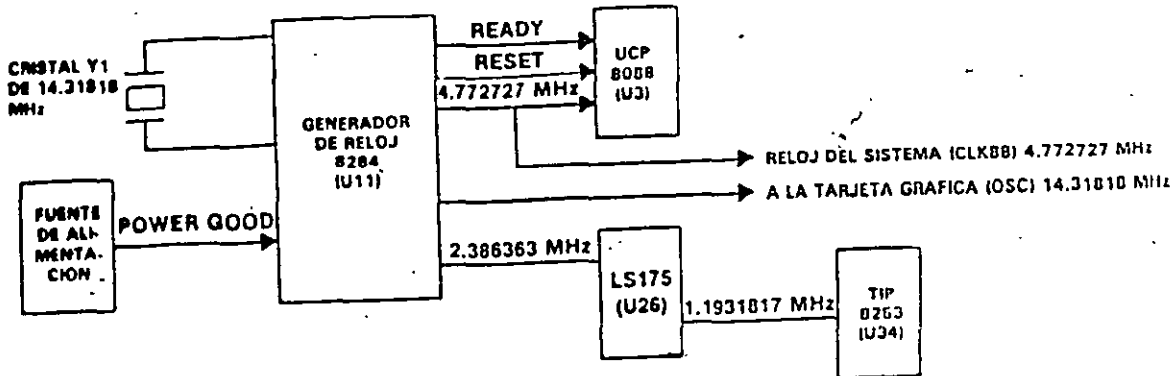 CRISTAL Y1
DE 14.31818
MHz
FUENTE
DE ALI-
MENTA-
CION
POWER GOOD
GENERADOR
DE RELOJ
8284
(U11)
READY
RESET
4.772727 MHz
UCP
8088
(U3)
RELOJ DEL SISTEMA (CLK88) 4.772727 MHz
A LA TARJETA GRAFICA (OSC) 14.31818 MHz
2.386363 MHz
LS175
(U26)
1.1931817 MHz
TIP
8253
(U34)